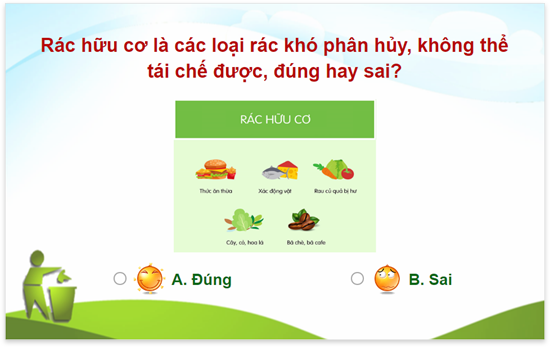 Rác hữu cơ là các loại rác khó phân hủy, không thể
tái chế được, đúng hay sai?
RÁC HỮU CƠ
Thức ăn thừa
Xác động vật
Rau củ quả bị hư
Cây, cỏ, hoa lá
Bã chè, bã cafe
A. Đúng
B. Sai